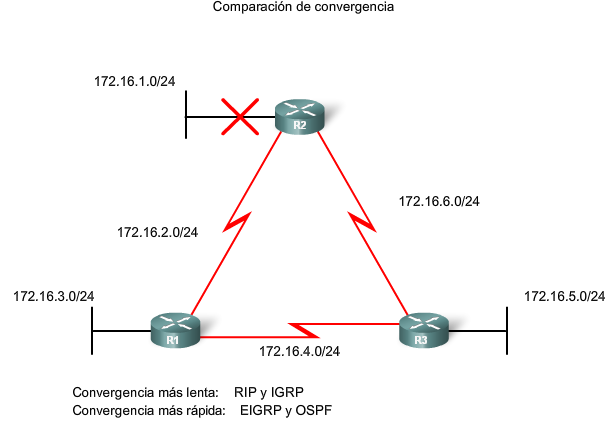 Comparación de convergencia
172.16.1.0/24
R2
172.16.6.0/24
172.16.2.0/24
172.16.3.0/24
172.16.5.0/24
R1
R3
172.16.4.0/24
Convergencia más lenta: RIP y IGRP
Convergencia más rápida: EIGRP y OSPF